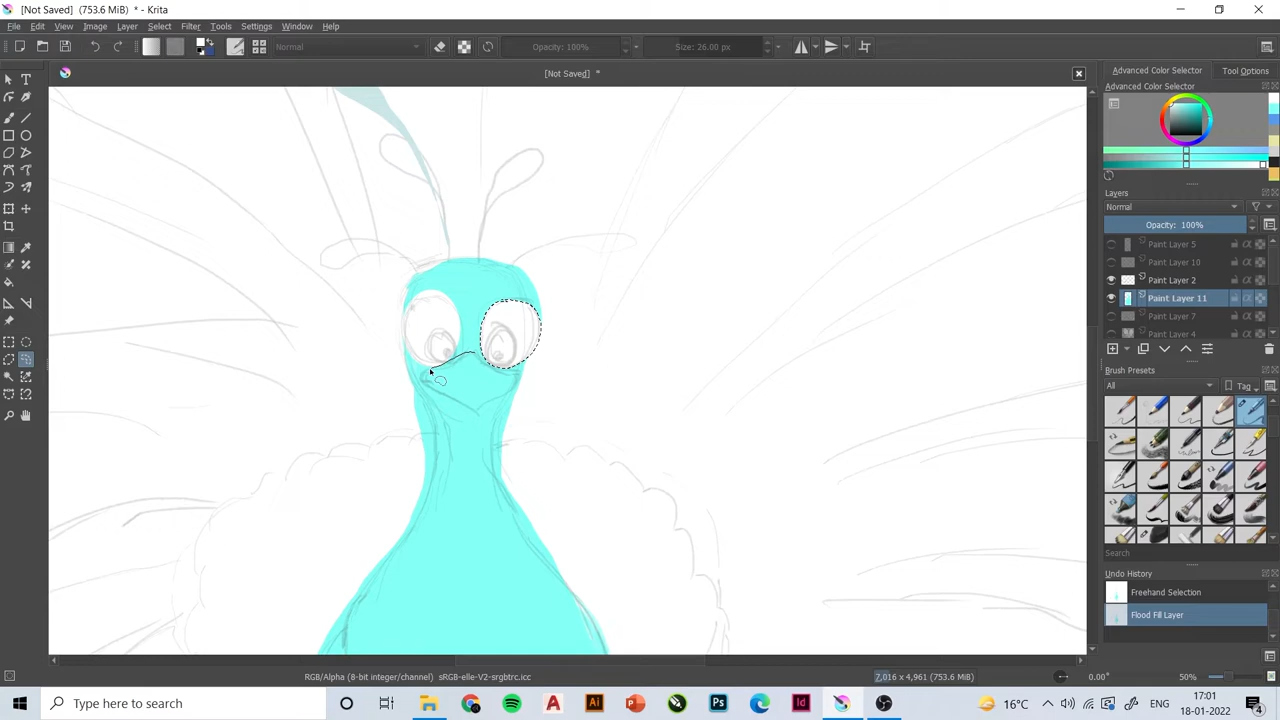 [Not Saved] (753.6 MiB) * - Krita
File Edit View Image Layer Select Filter Tools Settings Window Help
Normal
Opacity: 100%
Size: 26.00 px
[Not Saved] *
Advanced Color Selector
Tool Options
Advanced Color Selector
Layers
Normal
Opacity: 100%
Paint Layer 5
Paint Layer 10
Paint Layer 2
Paint Layer 11
Paint Layer 7
Paint Layer 4
Brush Presets
All
Tag
Search
Undo History
Freehand Selection
Flood Fill Layer
RGB/Alpha (8-bit integer/channel) sRGB-elle-V2-srgbtrc.icc
7,016 x 4,961 (753.6 MiB)
0.00°
50%
Type here to search
16°C
ENG
17:01
18-01-2022
4